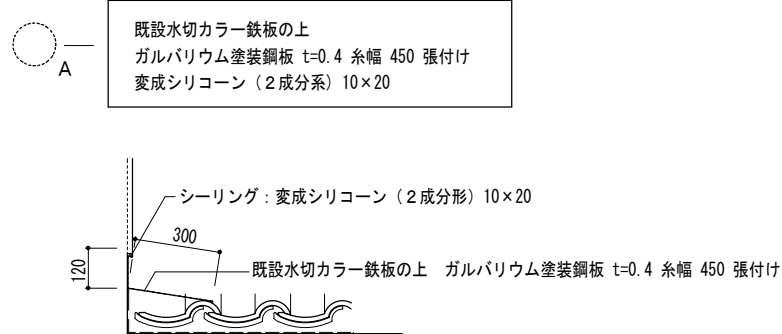 既設水切カラー鉄板の上
ガルバリウム塗装鋼板 t=0.4 糸幅 450 張付け
A
変成シリコーン（２成分系）10×20
シーリング：変成シリコーン（２成分形）10×20
300
120
既設水切カラー鉄板の上　ガルバリウム塗装鋼板 t=0.4 糸幅 450 張付け